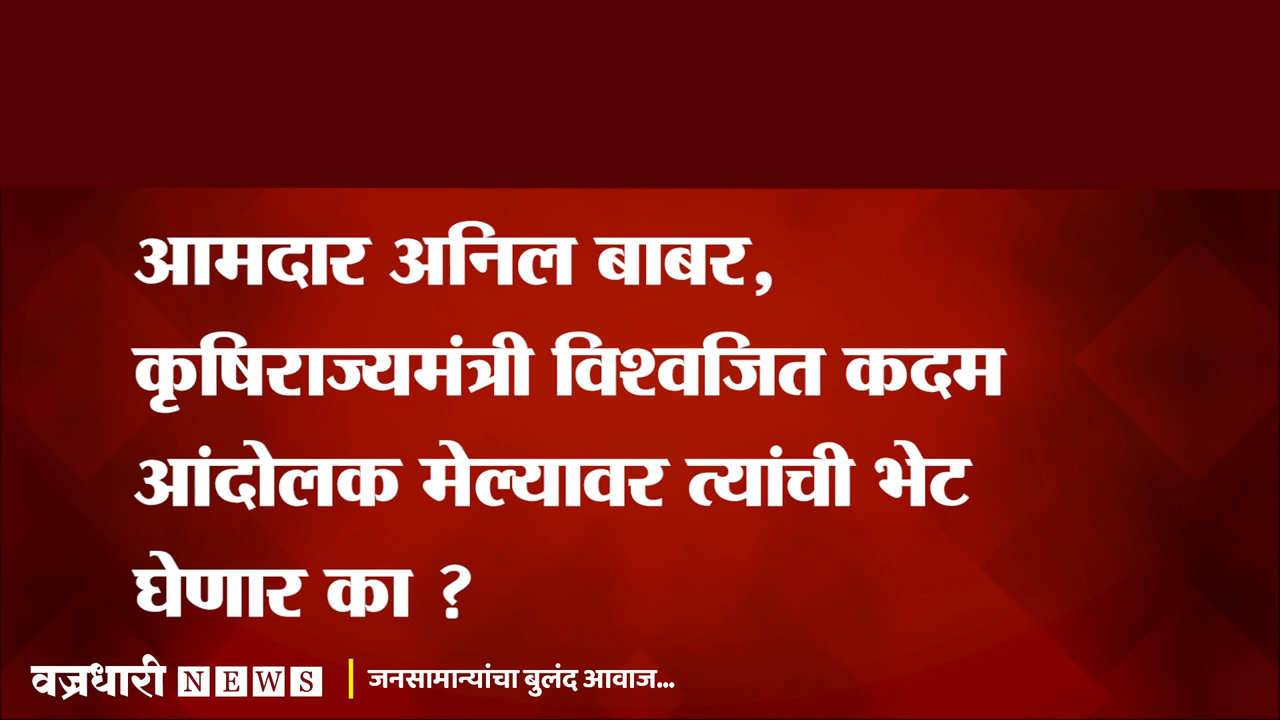 आमदार अनिल बाबर,
कृषिराज्यमंत्री विश्वजित कदम
आंदोलक मेल्यावर त्यांची भेट
घेणार का ?
वज्रधारी NEWS | जनसामान्यांचा बुलंद आवाज...